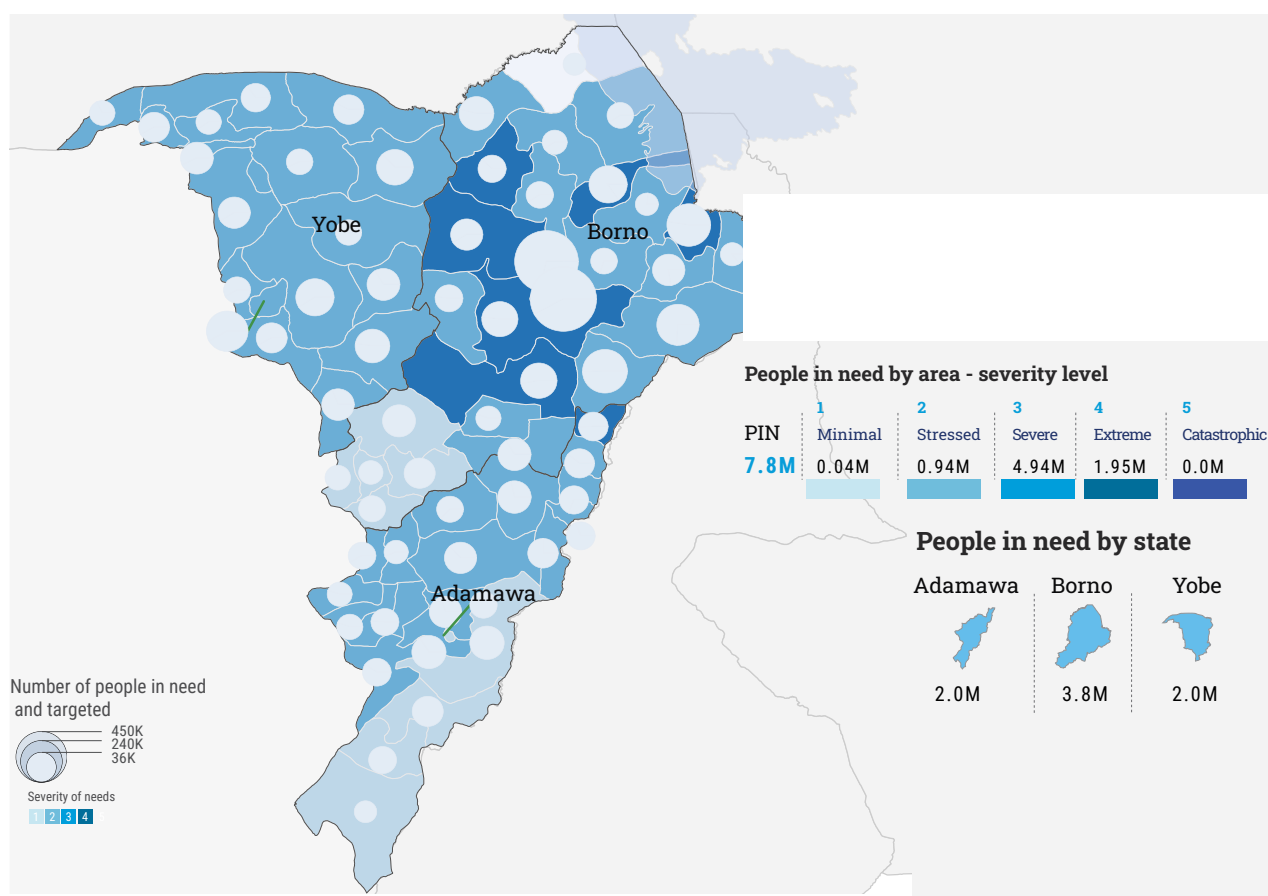 Yobe
Borno
Adamawa
People in need by area - severity level
1 2 3 4 5
PIN Minimal Stressed Severe Extreme Catastrophic
7.8M 0.04M 0.94M 4.94M 1.95M 0.0M
People in need by state
Adamawa Borno Yobe
2.0M 3.8M 2.0M
Number of people in need
and targeted
450K
240K
36K
Severity of needs
1 2 3 4